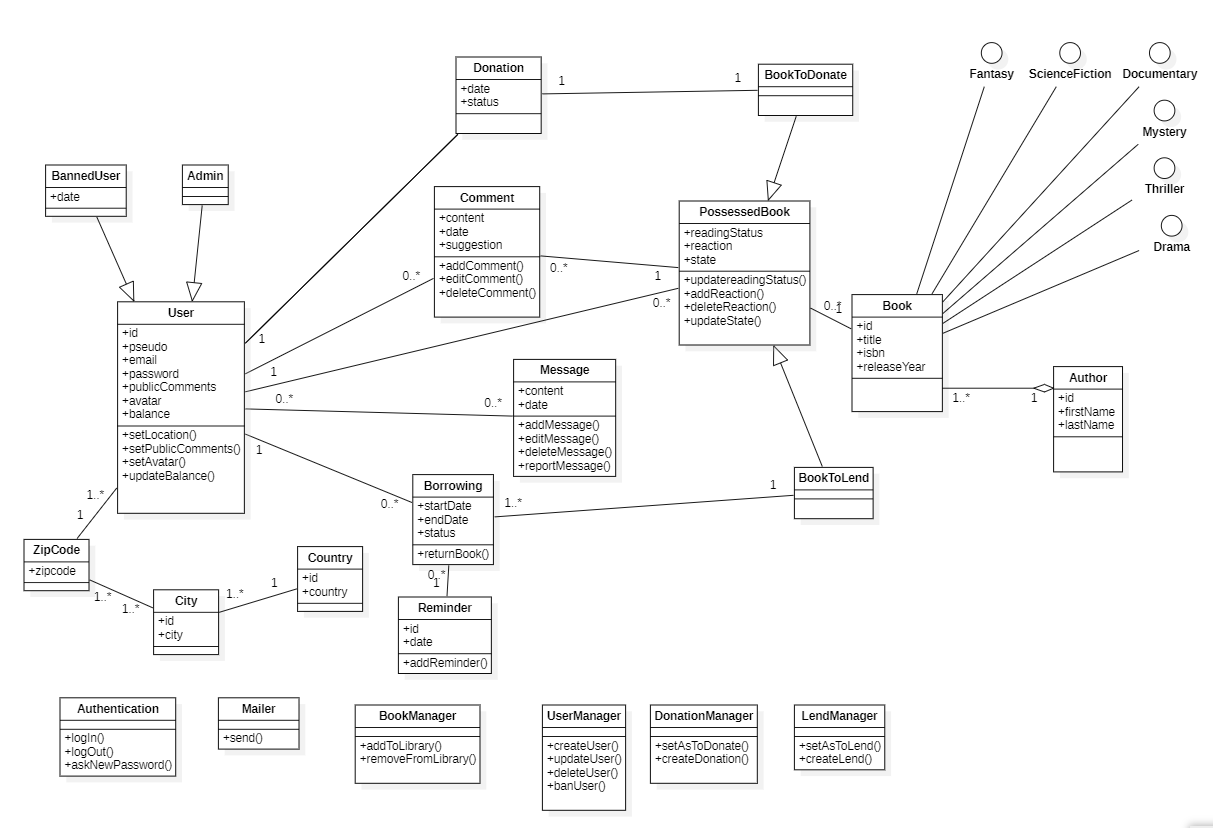 Donation
+date
+status
1
1
BookToDonate
Fantasy
ScienceFiction
Documentary
Mystery
Thriller
Drama
BannedUser
+date
Admin
Comment
+content
+date
+suggestion
+addComment()
+editComment()
+deleteComment()
0..*
0..*
1
0..*
PossessedBook
+readingStatus
+reaction
+state
+updatereadingStatus()
+addReaction()
+deleteReaction()
+updateState()
0..*
1
Book
+id
+title
+isbn
+releaseYear
1..*
1
Author
+id
+firstName
+lastName
User
+id
+pseudo
+email
+password
+publicComments
+avatar
+balance
+setLocation()
+setPublicComments()
+setAvatar()
+updateBalance()
1
1
0..*
0..*
1
Message
+content
+date
+addMessage()
+editMessage()
+deleteMessage()
+reportMessage()
BookToLend
1
1..*
0..*
Borrowing
+startDate
+endDate
+status
+returnBook()
0..*
1
Reminder
+id
+date
+addReminder()
1..*
1
ZipCode
+zipcode
1..*
1..*
City
+id
+city
1..*
1
Country
+id
+country
Authentication
+logIn()
+logOut()
+askNewPassword()
Mailer
+send()
BookManager
+addToLibrary()
+removeFromLibrary()
UserManager
+createUser()
+updateUser()
+deleteUser()
+banUser()
DonationManager
+setAsToDonate()
+createDonation()
LendManager
+setAsToLend()
+createLend()